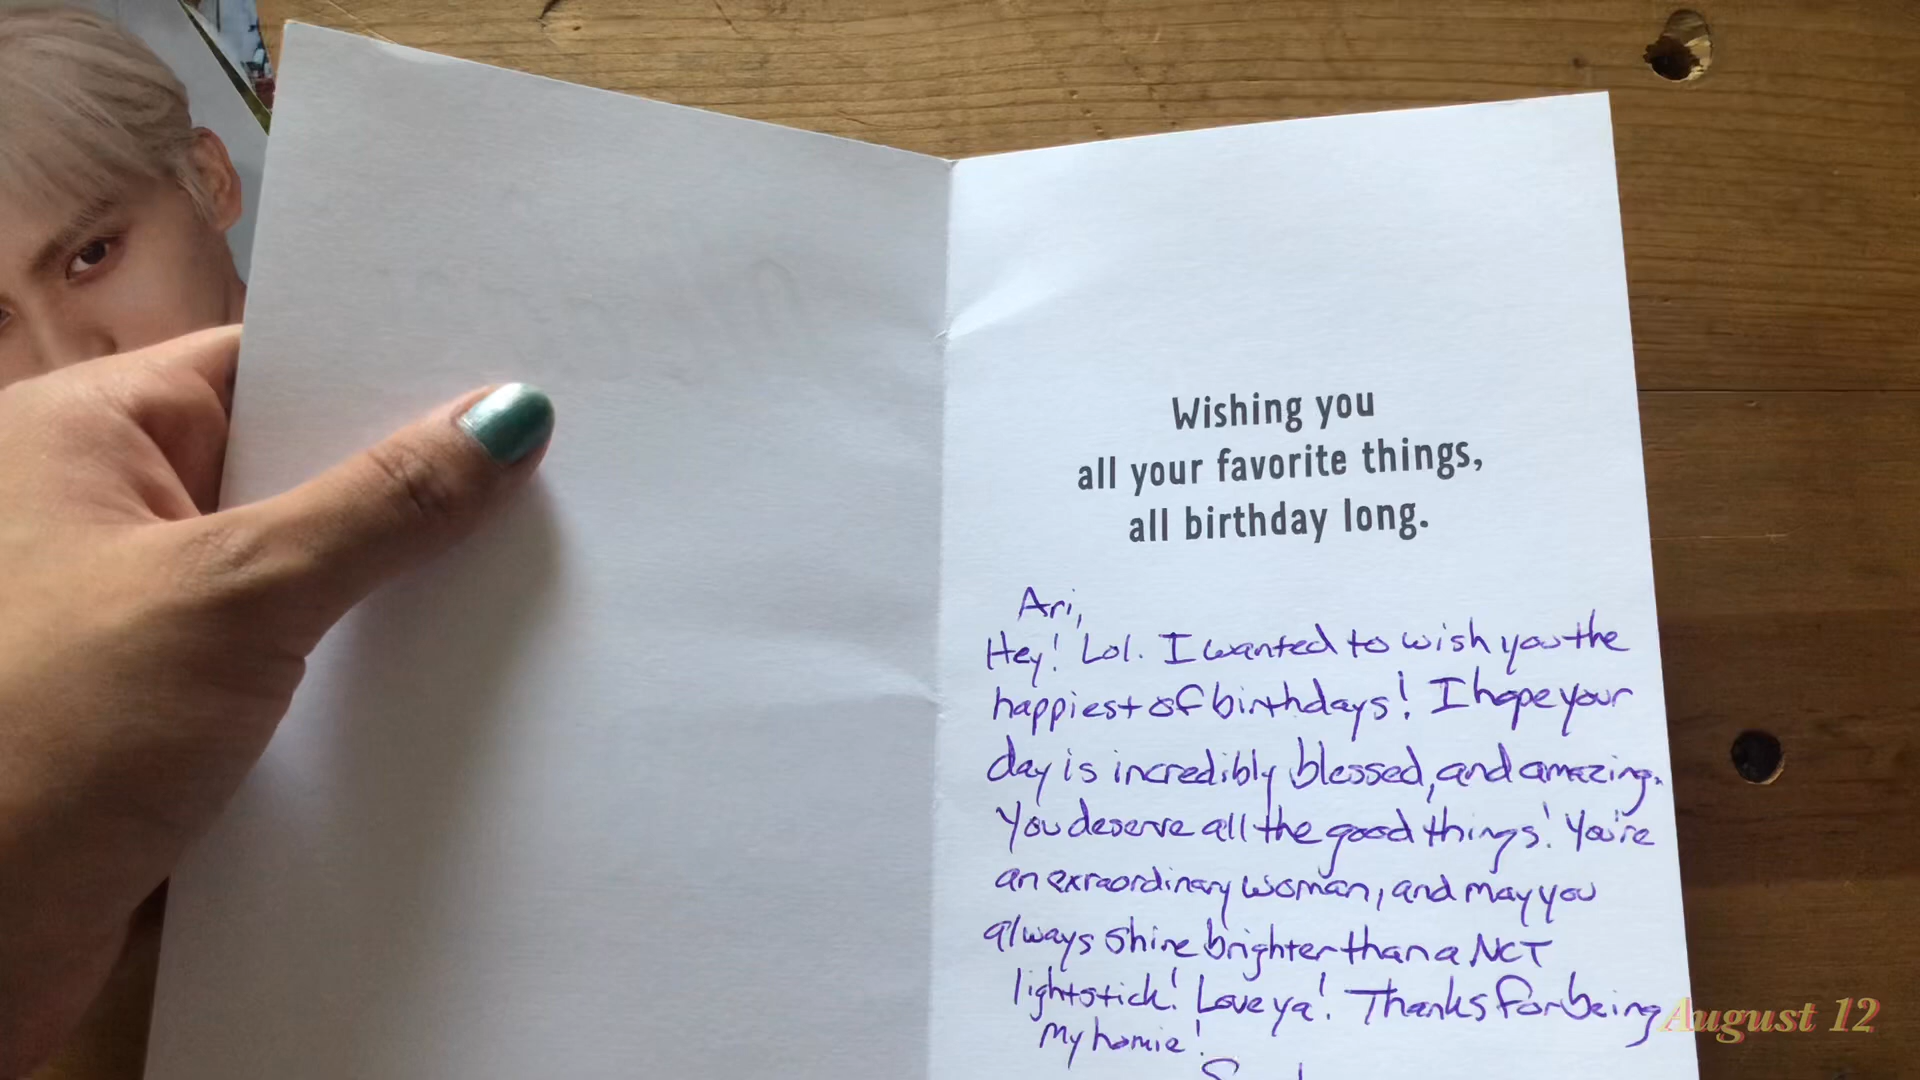 Wishing you
all your favorite things,
all birthday long.
Ari,
Hey! Lol. I wanted to wish you the
happiest of birthdays! I hope your
day is incredibly blessed, and amazing.
You deserve all the good things! You're
an exraordinary woman, and may you
always shine brighter than a NCT
lightstick! Love ya! Thanks for being
my homie!
August 12